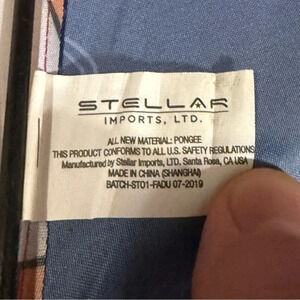 STELLAR
IMPORTS, LTD.
ALL NEW MATERIAL: PONGEE
THIS PRODUCT CONFORMS TO ALL U.S. SAFETY REGULATIONS
Manufactured by Stellar Imports, LTD. Santa Rosa, CA USA
MADE IN CHINA (SHANGHAI)
BATCH-ST01-FADU 07-2019